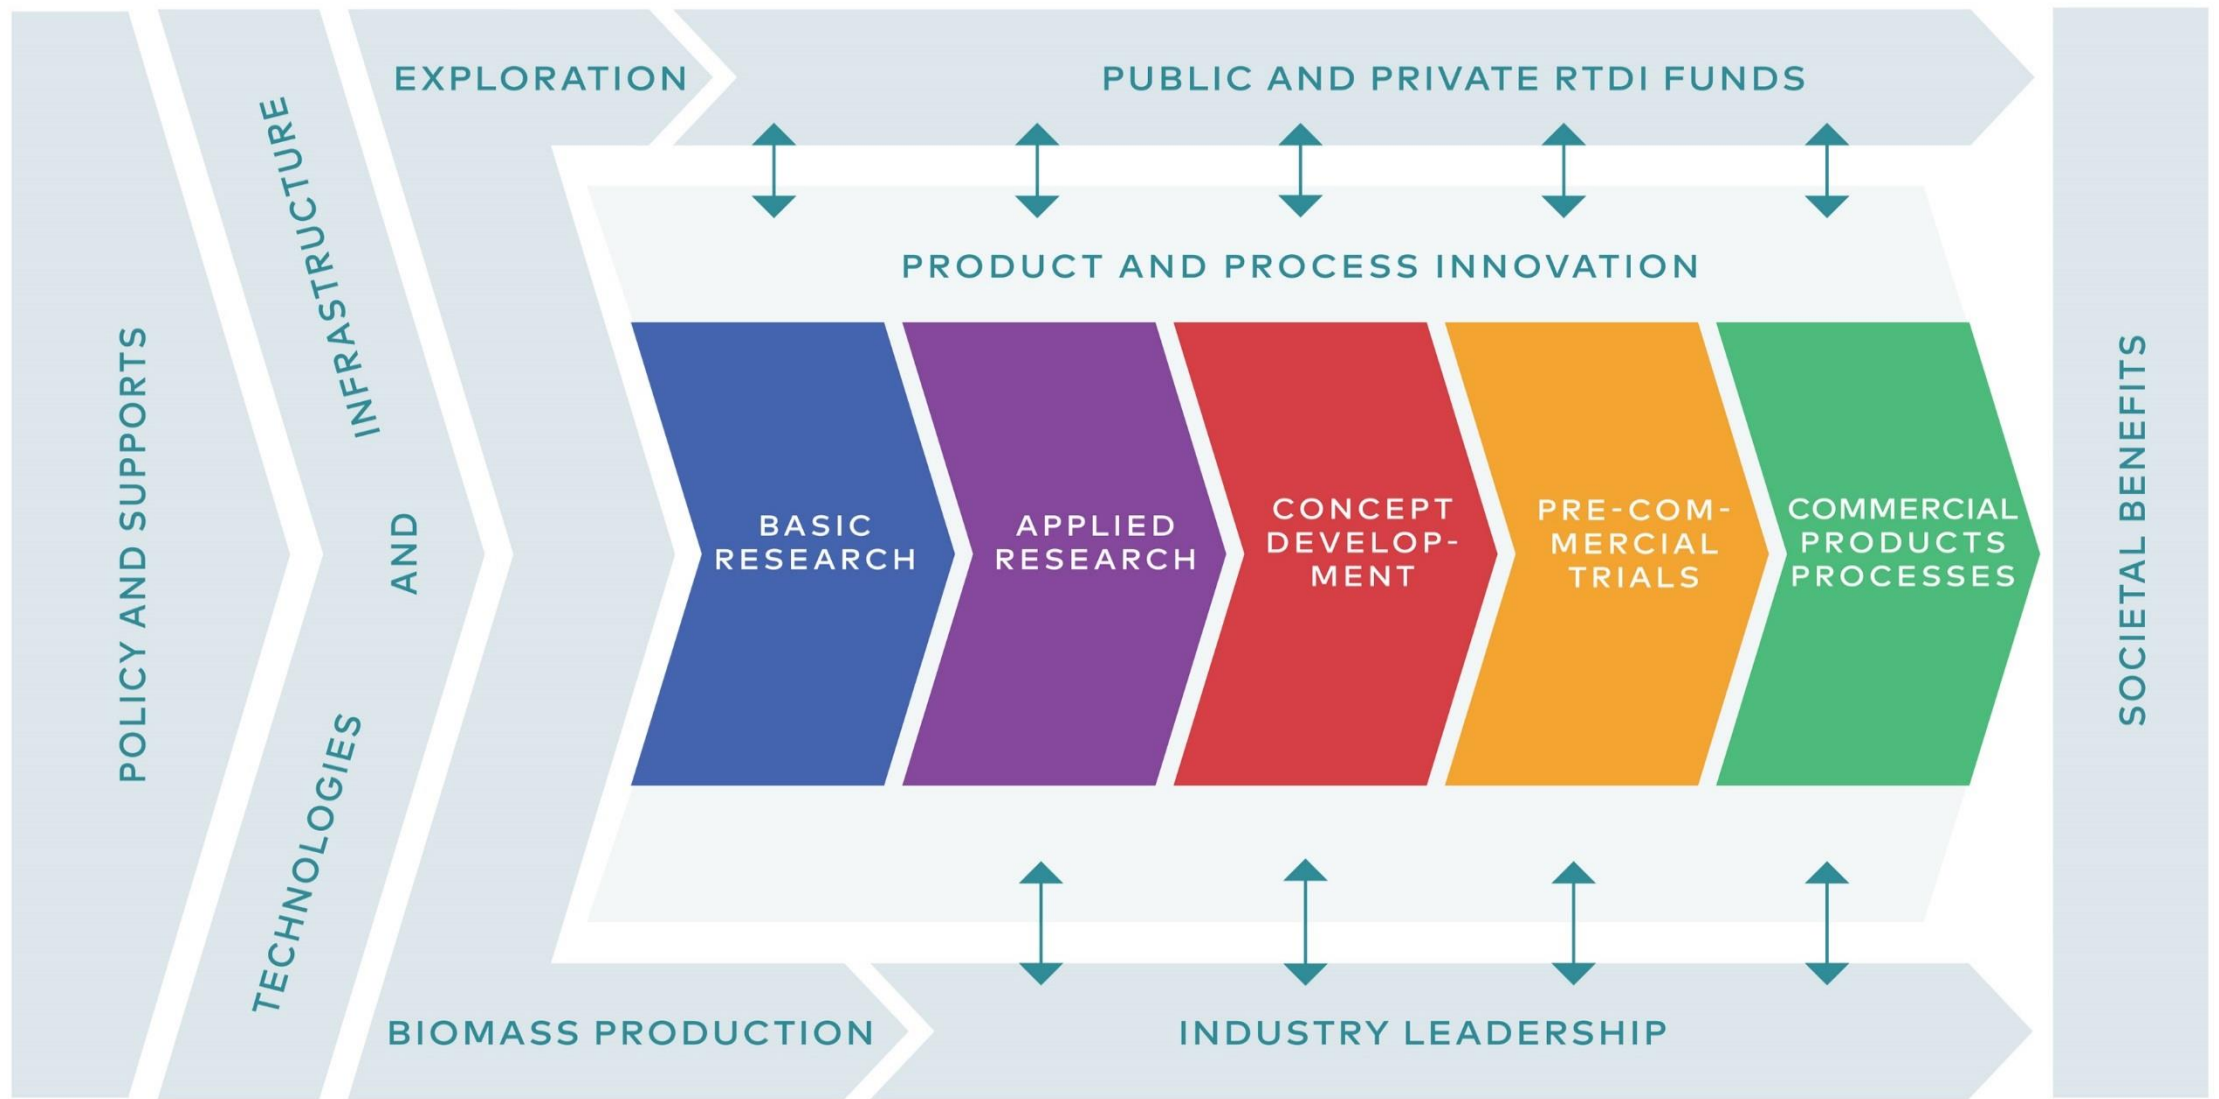 POLICY AND SUPPORTS
INFRASTRUCTURE
AND
TECHNOLOGIES
EXPLORATION
PUBLIC AND PRIVATE RTDI FUNDS
PRODUCT AND PROCESS INNOVATION
BASIC
RESEARCH
APPLIED
RESEARCH
CONCEPT
DEVELOP-
MENT
PRE-COM-
MERCIAL
TRIALS
COMMERCIAL
PRODUCTS
PROCESSES
BIOMASS PRODUCTION
INDUSTRY LEADERSHIP
SOCIETAL BENEFITS